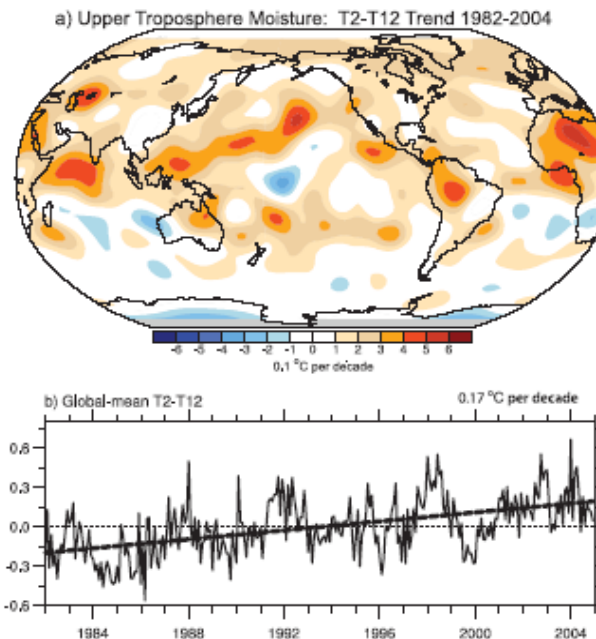 a) Upper Troposphere Moisture: T2-T12 Trend 1982-2004
-6 -5 -4 -3 -2 -1 0 1 2 3 4 5 6
0.1 °C per decade
b) Global-mean T2-T12 0.17 °C per decade
0.6
0.3
0.0
-0.3
-0.6
1984 1988 1992 1996 2000 2004